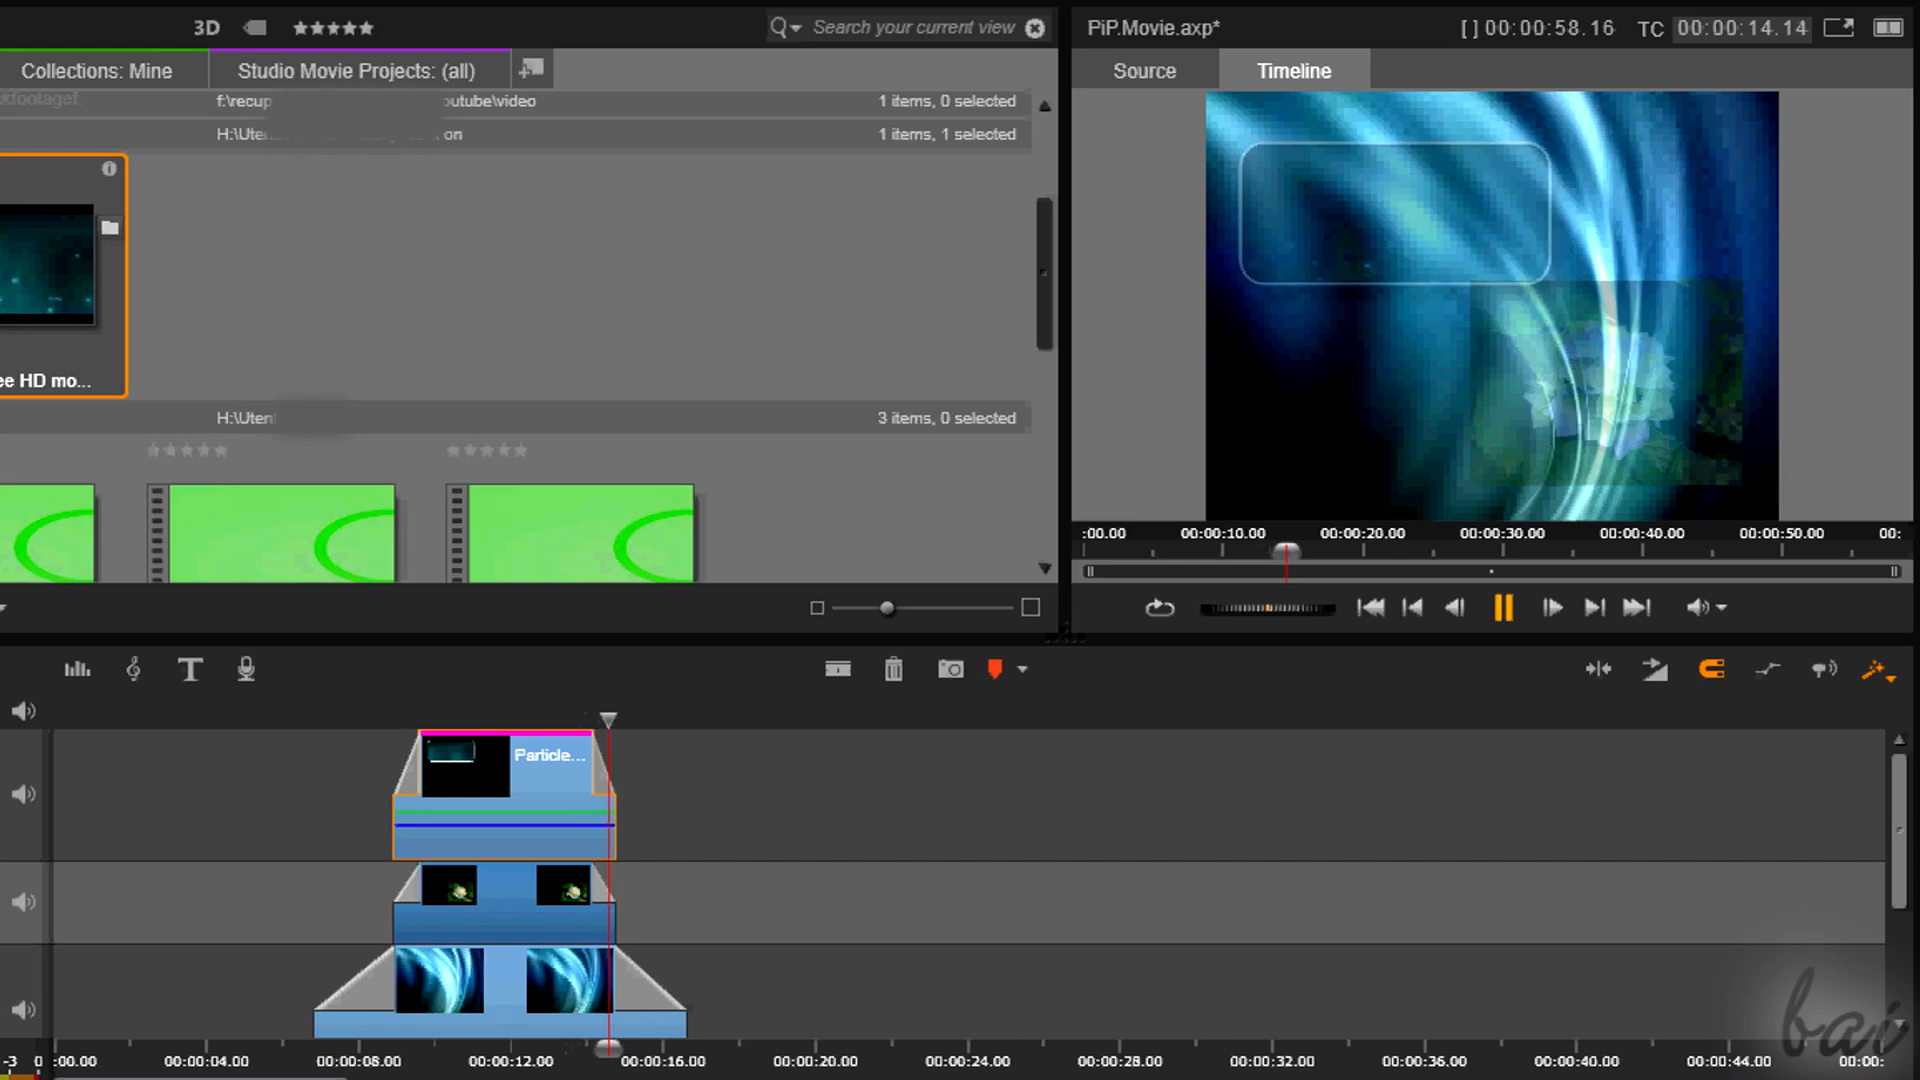 3D
Search your current view
PiP.Movie.axp*
[ ] 00:00:58.16
TC 00:00:14.14
Collections: Mine
Studio Movie Projects: (all)
Source
Timeline
f:\recup
outube\video
1 items, 0 selected
H:\Ute
on
1 items, 1 selected
ee HD mo...
H:\Uten
3 items, 0 selected
:00.00 00:00:10.00 00:00:20.00 00:00:30.00 00:00:40.00 00:00:50.00 00:
Particle...
-3 0 :00.00 00:00:04.00 00:00:08.00 00:00:12.00 00:00:16.00 00:00:20.00 00:00:24.00 00:00:28.00 00:00:32.00 00:00:36.00 00:00:40.00 00:00:44.00 00:00:
bai